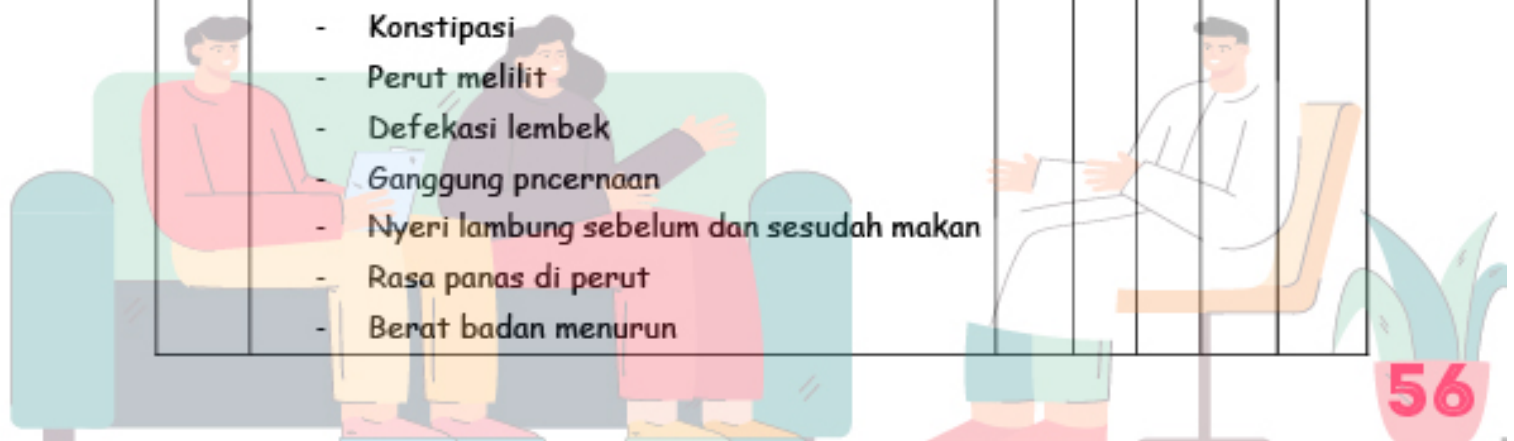 - Konstipasi
- Perut melilit
- Defekasi lembek
- Ganggung pncernaan
- Nyeri lambung sebelum dan sesudah makan
- Rasa panas di perut
- Berat badan menurun
56